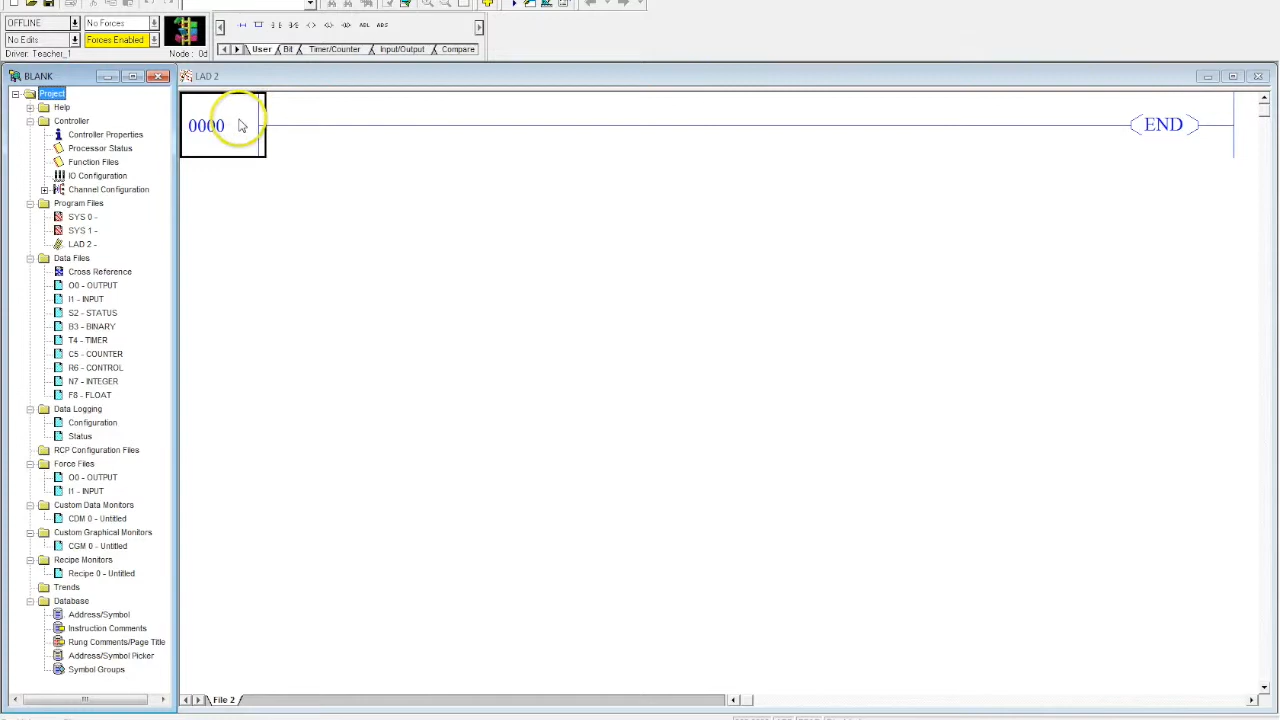 OFFLINE No Forces
No Edits Forces Enabled
Driver: Teacher_1 Node : 0d
User Bit Timer/Counter Input/Output Compare
BLANK
LAD 2
Project
Help
Controller
Controller Properties
Processor Status
Function Files
IO Configuration
Channel Configuration
Program Files
SYS 0 -
SYS 1 -
LAD 2 -
Data Files
Cross Reference
O0 - OUTPUT
I1 - INPUT
S2 - STATUS
B3 - BINARY
T4 - TIMER
C5 - COUNTER
R6 - CONTROL
N7 - INTEGER
F8 - FLOAT
Data Logging
Configuration
Status
RCP Configuration Files
Force Files
O0 - OUTPUT
I1 - INPUT
Custom Data Monitors
CDM 0 - Untitled
Custom Graphical Monitors
CGM 0 - Untitled
Recipe Monitors
Recipe 0 - Untitled
Trends
Database
Address/Symbol
Instruction Comments
Rung Comments/Page Title
Address/Symbol Picker
Symbol Groups
0000
END
File 2